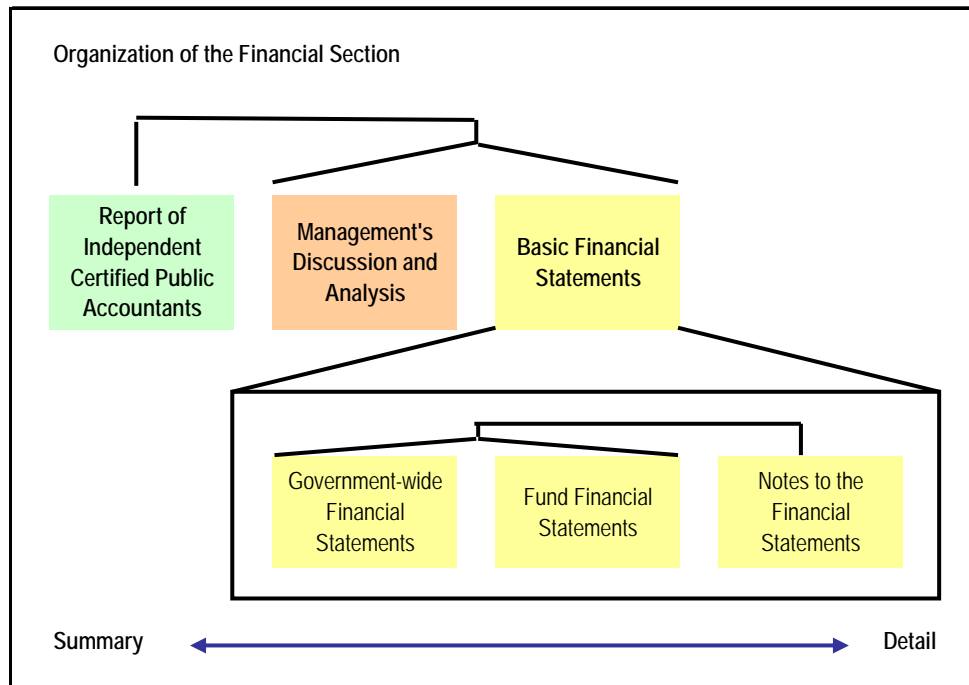 Organization of the Financial Section
Report of
Independent
Certified Public
Accountants
Management's
Discussion and
Analysis
Basic Financial
Statements
Government-wide
Financial
Statements
Fund Financial
Statements
Notes to the
Financial
Statements
Summary
Detail